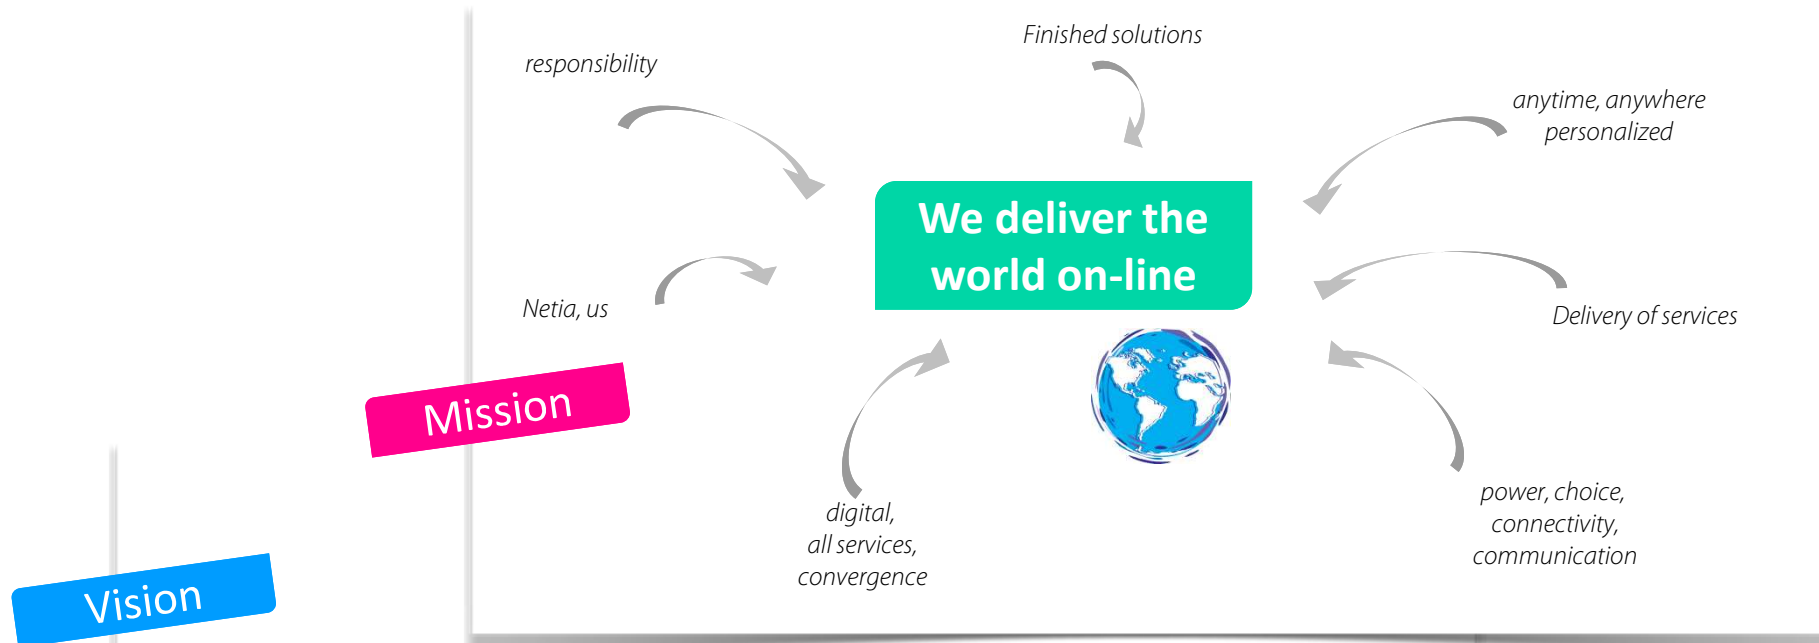 Finished solutions
responsibility
anytime, anywhere
personalized
We deliver the
world on-line
Netia, us
Delivery of services
Mission
power, choice,
connectivity,
communication
digital,
all services,
convergence
Vision